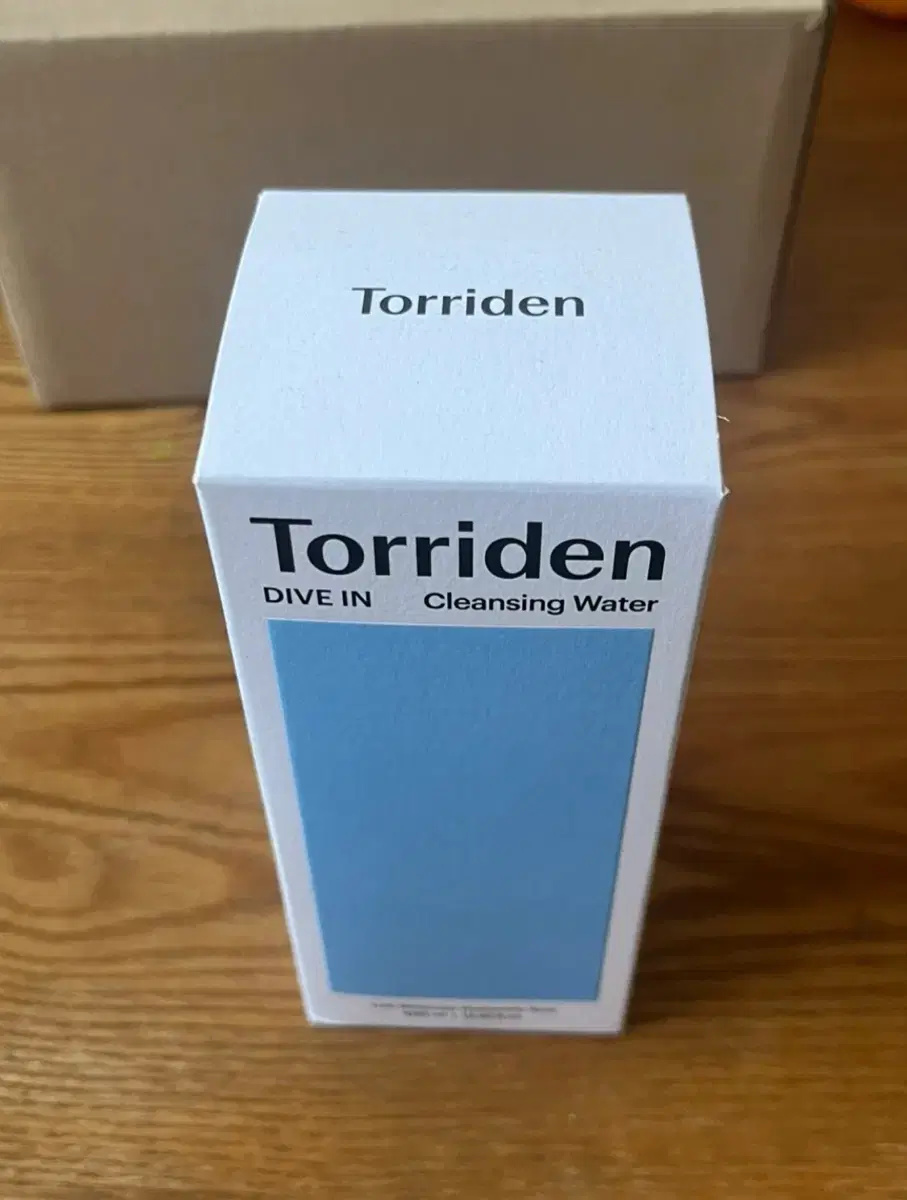 Torriden
Torriden
DIVE IN Cleansing Water